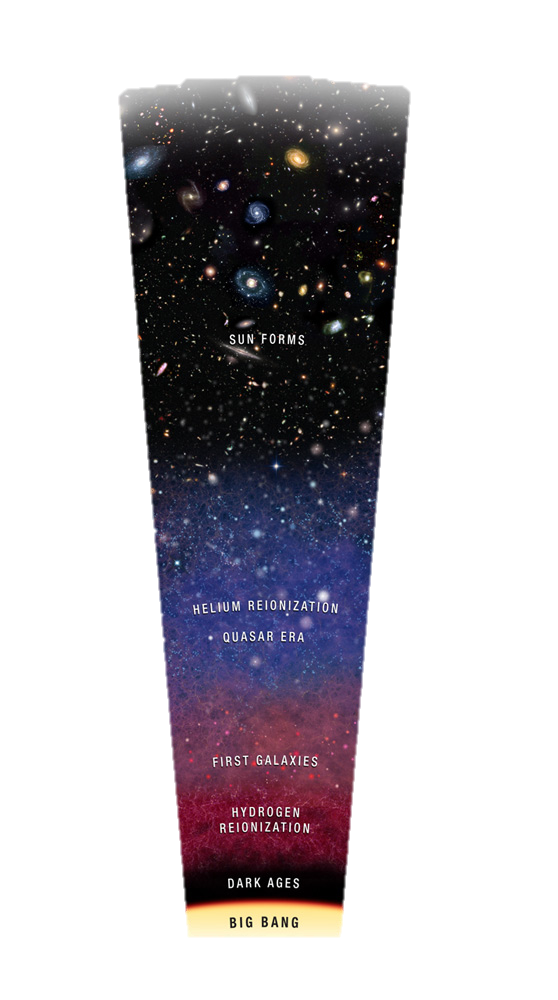 SUN FORMS
HELIUM REIONIZATION
QUASAR ERA
FIRST GALAXIES
HYDROGEN
REIONIZATION
DARK AGES
BIG BANG